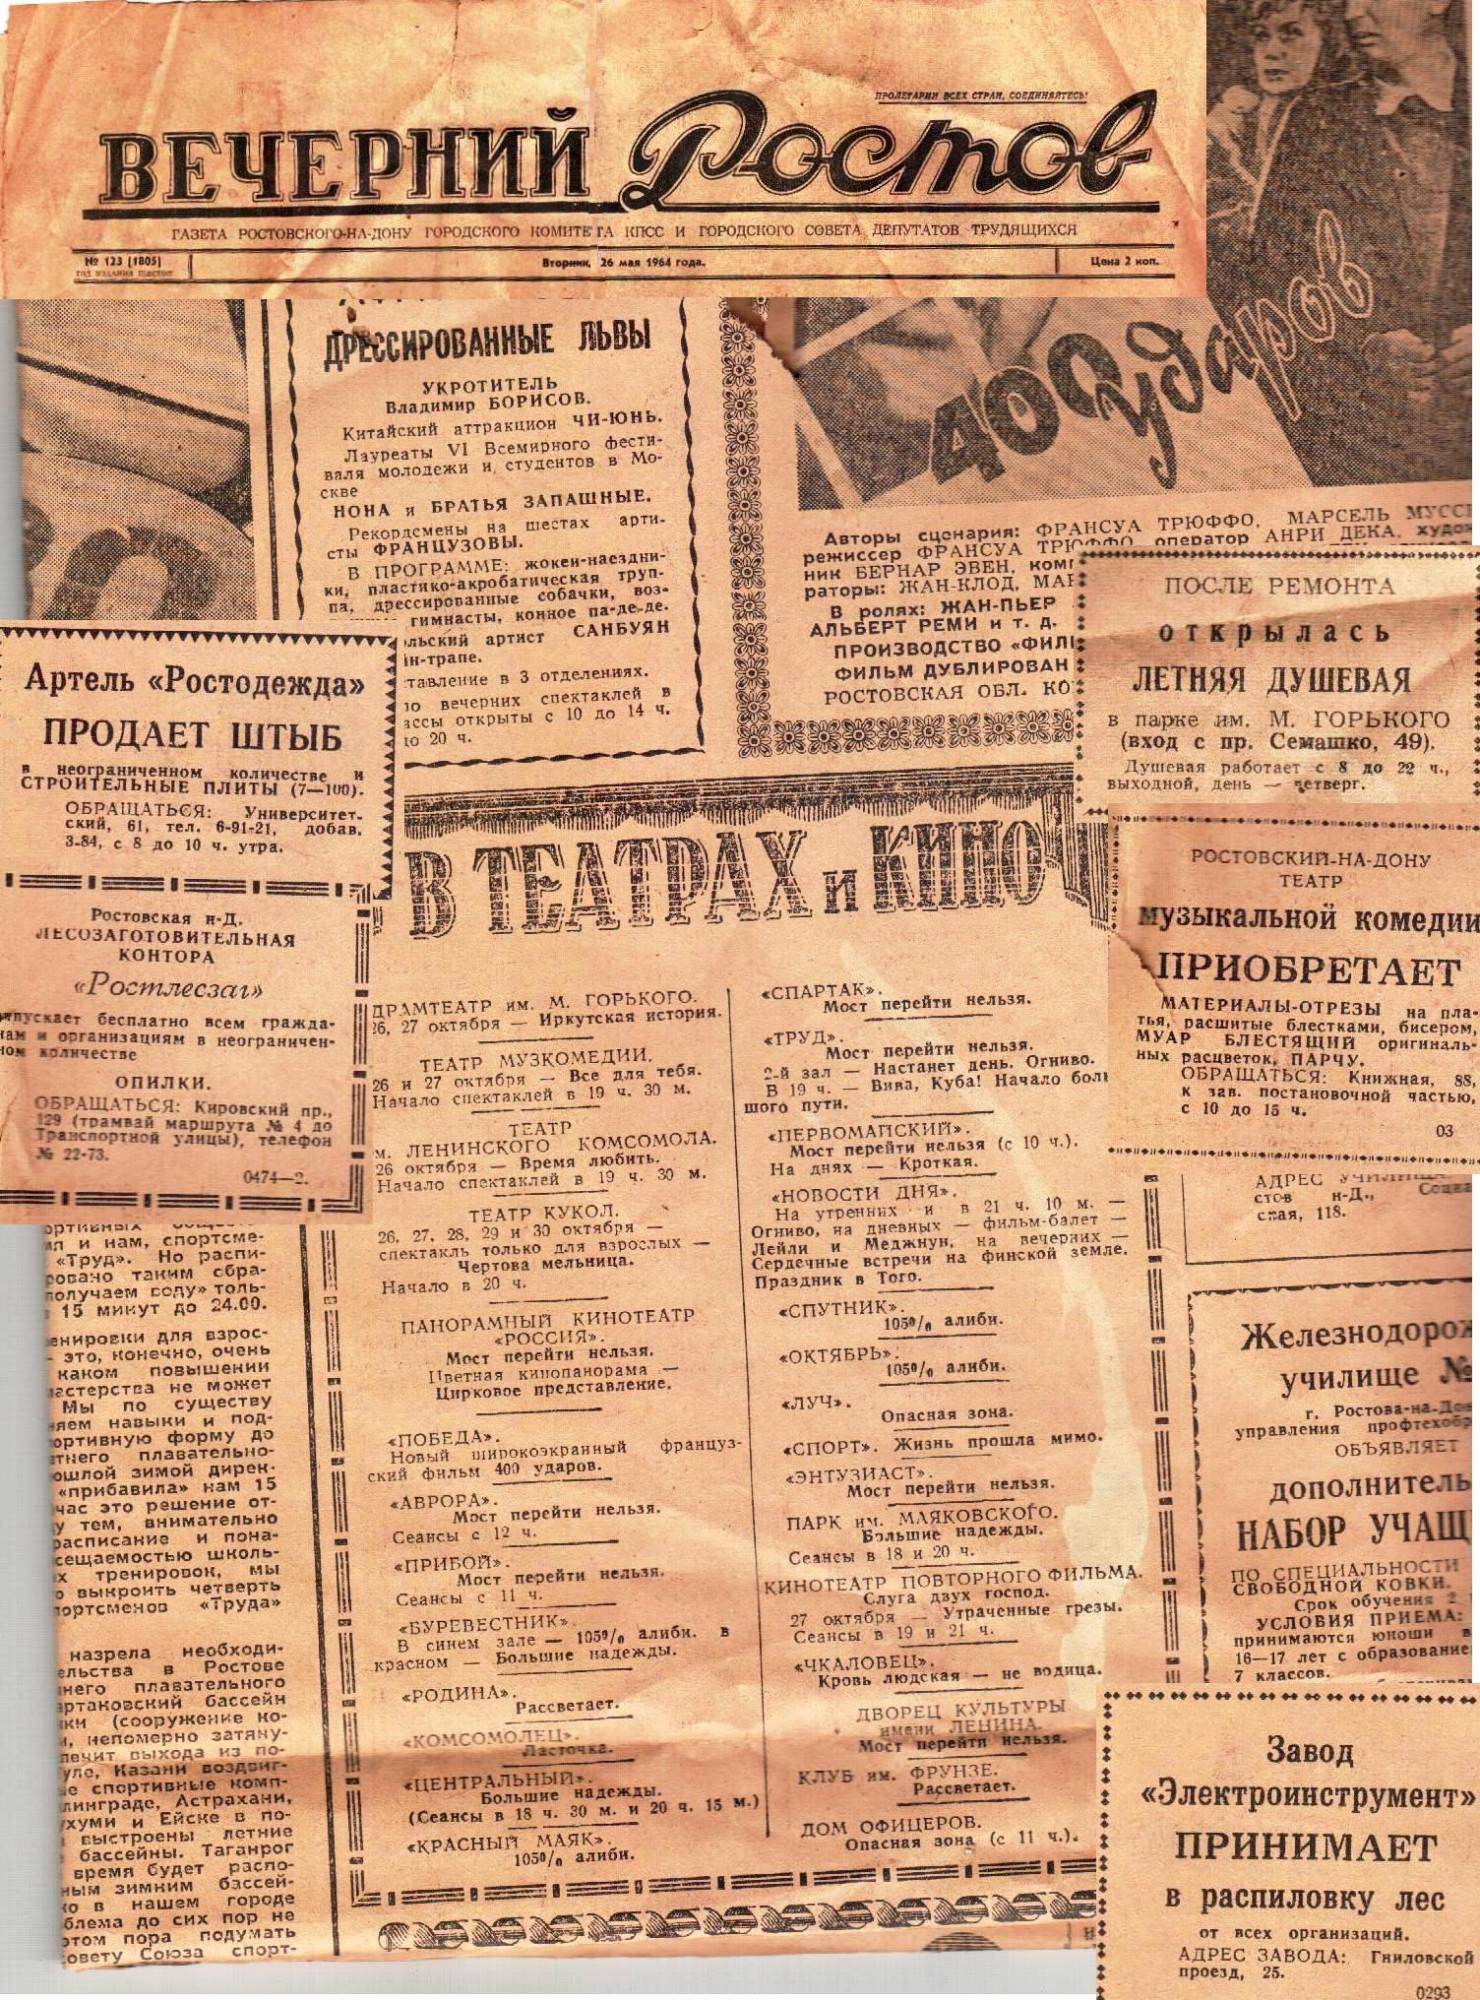 ПРОЛЕТАРИИ ВСЕХ СТРАН, СОЕДИНЯЙТЕСЬ!
ВЕЧЕРНИЙ Ростов
ГАЗЕТА РОСТОВСКОГО-НА-ДОНУ ГОРОДСКОГО КОМИТЕТА КПСС И ГОРОДСКОГО СОВЕТА ДЕПУТАТОВ ТРУДЯЩИХСЯ
№ 123 (1805)
Вторник, 26 мая 1964 года.
Цена 2 коп.
ДРЕССИРОВАННЫЕ ЛЬВЫ
УКРОТИТЕЛЬ
Владимир БОРИСОВ.
Китайский аттракцион ЧИ-ЮНЬ.
Лауреаты VI Всемирного фести-
валя молодежи и студентов в Мо-
скве
НОНА и БРАТЬЯ ЗАПАШНЫЕ.
Рекордсмены на шестах арти-
сты ФРАНЦУЗОВЫ.
В ПРОГРАММЕ: жокеи-наездни-
ки, пластико-акробатическая труп-
па, дрессированные собачки, воз-
гимнасты, конное па-де-де.
льский артист САНБУЯН
ін-трапе.
тавление в 3 отделениях.
ю вечерних спектаклей в
ассы открыты с 10 до 14 ч.
to 20 ч.
400 ударов
Авторы сценария: ФРАНСУА ТРЮФФО, МАРСЕЛЬ МУССИ
режиссер ФРАНСУА ТРЮФФО, оператор АНРИ ДЕКА, худож
ник БЕРНАР ЭВЕН, комп
раторы: ЖАН-КЛОД, МАР
В ролях: ЖАН-ПЬЕР
АЛЬБЕРТ РЕМИ и т. д.
ПРОИЗВОДСТВО «ФИЛЬ
ФИЛЬМ ДУБЛИРОВАН
РОСТОВСКАЯ ОБЛ. КО
ПОСЛЕ РЕМОНТА
открылась
ЛЕТНЯЯ ДУШЕВАЯ
в парке им. М. ГОРЬКОГО
(вход с пр. Семашко, 49).
Душевая работает с 8 до 22 ч.,
выходной, день — четверг.
Артель «Ростодежда»
ПРОДАЕТ ШТЫБ
в неограниченном количестве и
СТРОИТЕЛЬНЫЕ ПЛИТЫ (7—100).
ОБРАЩАТЬСЯ: Университет-
ский, 61, тел. 6-91-21, добав.
3-84, с 8 до 10 ч. утра.
Ростовская н-Д.
ЛЕСОЗАГОТОВИТЕЛЬНАЯ
КОНТОРА
«Ростлесзаг»
отпускает бесплатно всем гражда-
нам и организациям в неограничен-
ном количестве
ОПИЛКИ.
ОБРАЩАТЬСЯ: Кировский пр.,
129 (трамвай маршрута № 4 до
Транспортной улицы), телефон
№ 22-73.
0474—2.
РОСТОВСКИЙ-НА-ДОНУ
ТЕАТР
музыкальной комедии
ПРИОБРЕТАЕТ
МАТЕРИАЛЫ-ОТРЕЗЫ на пла-
тья, расшитые блестками, бисером,
МУАР БЛЕСТЯЩИЙ оригиналь-
ных расцветок, ПАРЧУ.
ОБРАЩАТЬСЯ: Книжная, 88,
к зав. постановочной частью,
с 10 до 15 ч.
03
В ТЕАТРАХ и КИНО
ДРАМТЕАТР им. М. ГОРЬКОГО.
26, 27 октября — Иркутская история.
ТЕАТР МУЗКОМЕДИИ.
26 и 27 октября — Все для тебя.
Начало спектаклей в 19 ч. 30 м.
ТЕАТР
м. ЛЕНИНСКОГО КОМСОМОЛА.
26 октября — Время любить.
Начало спектаклей в 19 ч. 30 м.
ТЕАТР КУКОЛ.
26, 27, 28, 29 и 30 октября —
спектакль только для взрослых —
Чертова мельница.
Начало в 20 ч.
ПАНОРАМНЫЙ КИНОТЕАТР
«РОССИЯ».
Мост перейти нельзя.
Цветная кинопанорама —
Цирковое представление.
«ПОБЕДА».
Новый широкоэкранный француз-
ский фильм 400 ударов.
«АВРОРА».
Мост перейти нельзя.
Сеансы с 12 ч.
«ПРИБОЙ».
Мост перейти нельзя.
Сеансы с 11 ч.
«БУРЕВЕСТНИК».
В синем зале — 105% алиби. в
красном — Большие надежды.
«РОДИНА».
Рассветает.
«КОМСОМОЛЕЦ».
Ласточка.
«ЦЕНТРАЛЬНЫЙ».
Большие надежды.
(Сеансы в 18 ч. 30 м. и 20 ч. 15 м.)
«КРАСНЫЙ МАЯК».
105% алиби.
«СПАРТАК».
Мост перейти нельзя.
«ТРУД».
Мост перейти нельзя.
2-й зал — Настанет день. Огниво.
В 19 ч. — Вива, Куба! Начало боль
шого пути.
«ПЕРВОМАЙСКИЙ».
Мост перейти нельзя (с 10 ч.).
На днях — Кроткая.
«НОВОСТИ ДНЯ».
На утренних и в 21 ч. 10 м. —
Огниво, на дневных — фильм-балет —
Лейли и Меджнун, на вечерних —
Сердечные встречи на финской земле.
Праздник в Того.
«СПУТНИК».
105% алиби.
«ОКТЯБРЬ».
105% алиби.
«ЛУЧ».
Опасная зона.
«СПОРТ». Жизнь прошла мимо.
«ЭНТУЗИАСТ».
Мост перейти нельзя.
ПАРК им. МАЯКОВСКОГО.
Большие надежды.
Сеансы в 18 и 20 ч.
КИНОТЕАТР ПОВТОРНОГО ФИЛЬМА.
Слуга двух господ.
27 октября — Утраченные грезы.
Сеансы в 19 и 21 ч.
«ЧКАЛОВЕЦ».
Кровь людская — не водица.
ДВОРЕЦ КУЛЬТУРЫ
имени ЛЕНИНА.
Мост перейти нельзя.
КЛУБ им. ФРУНЗЕ.
Рассветает.
ДОМ ОФИЦЕРОВ.
Опасная зона (с 11 ч.).
ортивных
и нам, спортсме-
«Труд». Но распи-
ровано таким обра-
получаем воду» толь-
15 минут до 24.00.
енировки для взрос-
это, конечно, очень
каком повышении
астерства не может
Мы по существу
няем навыки и под-
ортивную форму до
тнего плавательно-
ошлой зимой дирек-
«прибавила» нам 15
час это решение от-
у тем, внимательно
расписание и пона-
сещаемостью школь-
х тренировок, мы
о выкроить четверть
портсменов «Труда»
назрела необходи-
ельства в Ростове
него плавательного
артаковский бассейн
ики (сооружение ко-
и, непомерно затяну-
печит выхода из по-
уле, Казани воздвиг-
е спортивные комп-
линграде, Астрахани,
хуми и Ейске в по-
выстроены летние
бассейны. Таганрог
время будет распо-
ным зимним бассей-
ко в нашем городе
блема до сих пор не
этом пора подумать
совету Союза спорт-
АДРЕС УЧИЛИЩА
стов н-Д., Социа
ская, 118.
Железнодорож
училище №
г. Ростова-на-Дон
управления профтехобр
ОБЪЯВЛЯЕТ
дополнитель
НАБОР УЧАЩ
ПО СПЕЦИАЛЬНОСТИ
СВОБОДНОЙ КОВКИ.
Срок обучения 2
УСЛОВИЯ ПРИЕМА:
принимаются юноши в
16—17 лет с образование
7 классов.
Завод
«Электроинструмент»
ПРИНИМАЕТ
в распиловку лес
от всех организаций.
АДРЕС ЗАВОДА: Гниловской
проезд, 25.
0293